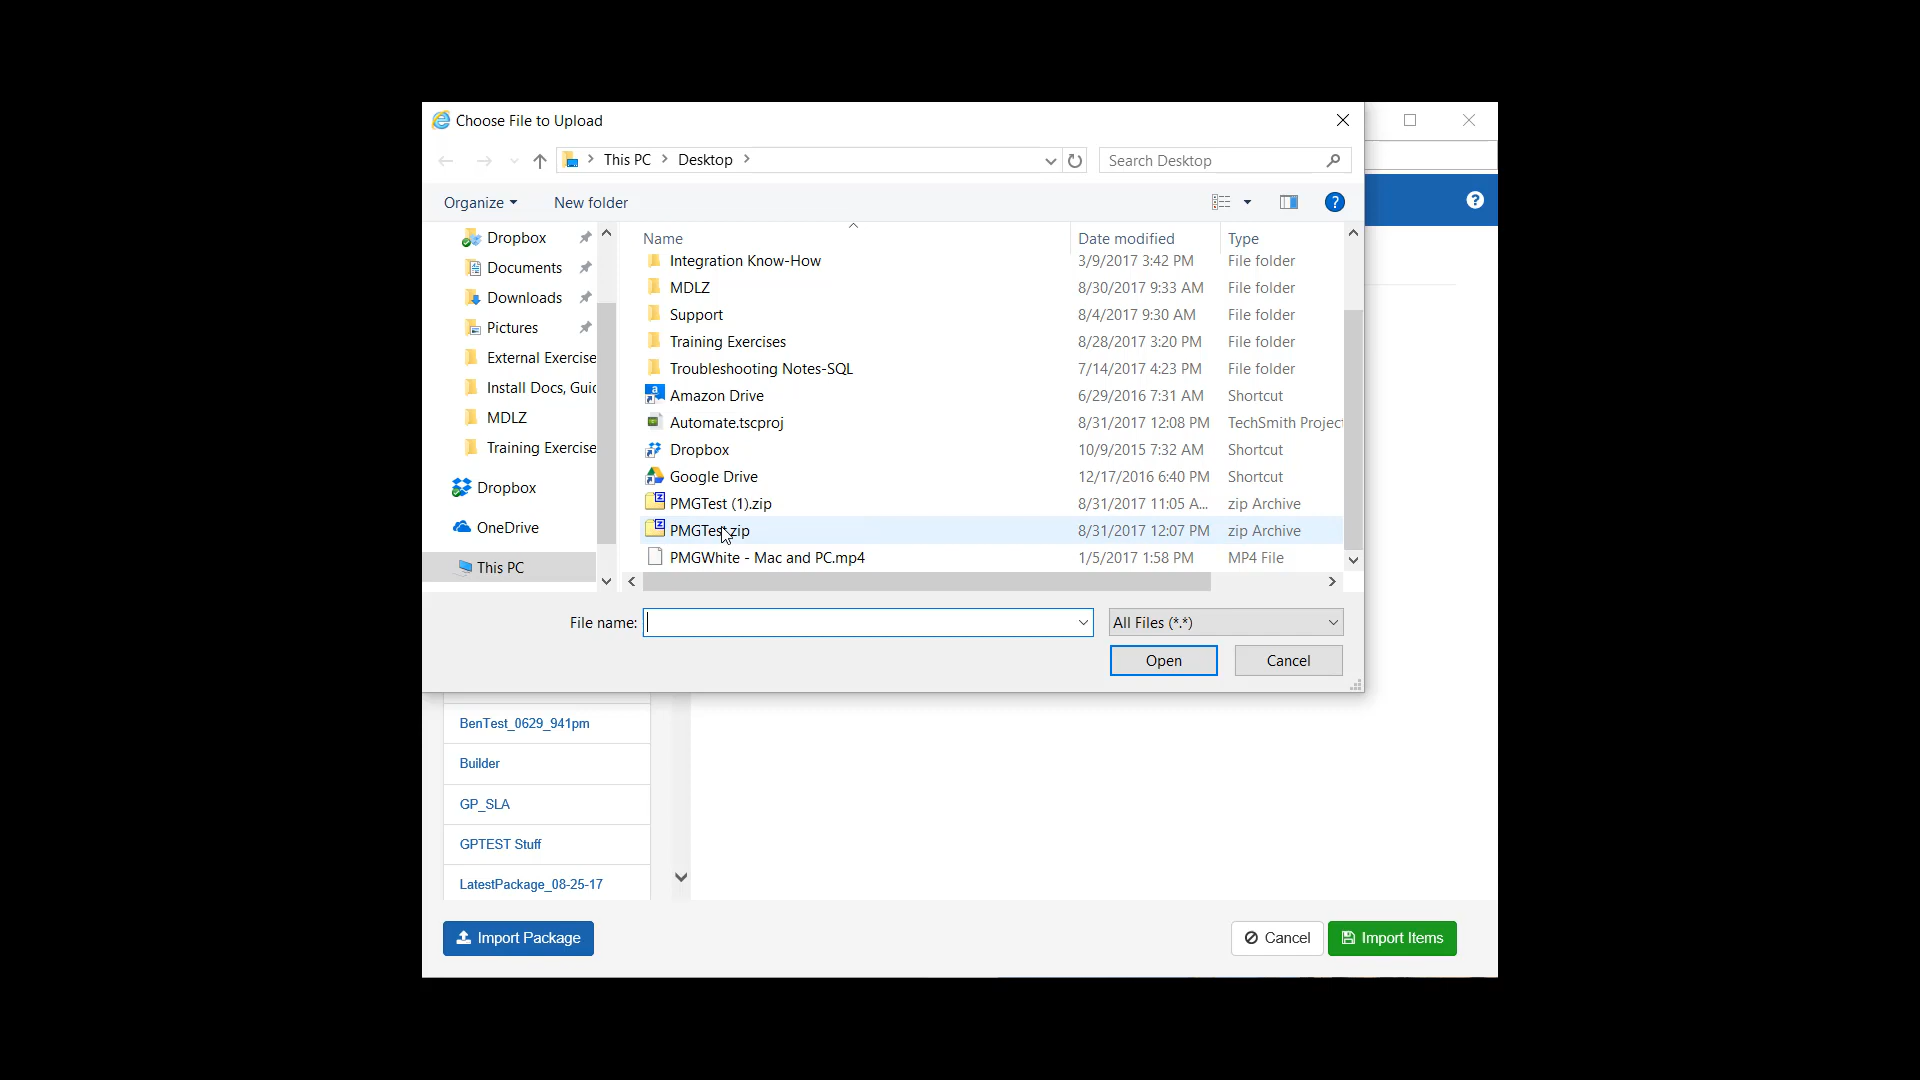 Choose File to Upload
This PC > Desktop >
Search Desktop
Organize
New folder
?
?
Dropbox
Documents
Downloads
Pictures
External Exercise
Install Docs, Guid
MDLZ
Training Exercise
Dropbox
OneDrive
This PC
Name Date modified Type
Integration Know-How 3/9/2017 3:42 PM File folder
MDLZ 8/30/2017 9:33 AM File folder
Support 8/4/2017 9:30 AM File folder
Training Exercises 8/28/2017 3:20 PM File folder
Troubleshooting Notes-SQL 7/14/2017 4:23 PM File folder
Amazon Drive 6/29/2016 7:31 AM Shortcut
Automate.tscproj 8/31/2017 12:08 PM TechSmith Project
Dropbox 10/9/2015 7:32 AM Shortcut
Google Drive 12/17/2016 6:40 PM Shortcut
PMGTest (1).zip 8/31/2017 11:05 A... zip Archive
PMGTest.zip 8/31/2017 12:07 PM zip Archive
PMGWhite - Mac and PC.mp4 1/5/2017 1:58 PM MP4 File
File name:
All Files (*.*)
Open
Cancel
BenTest_0629_941pm
Builder
GP_SLA
GPTEST Stuff
LatestPackage_08-25-17
Import Package
Cancel
Import Items